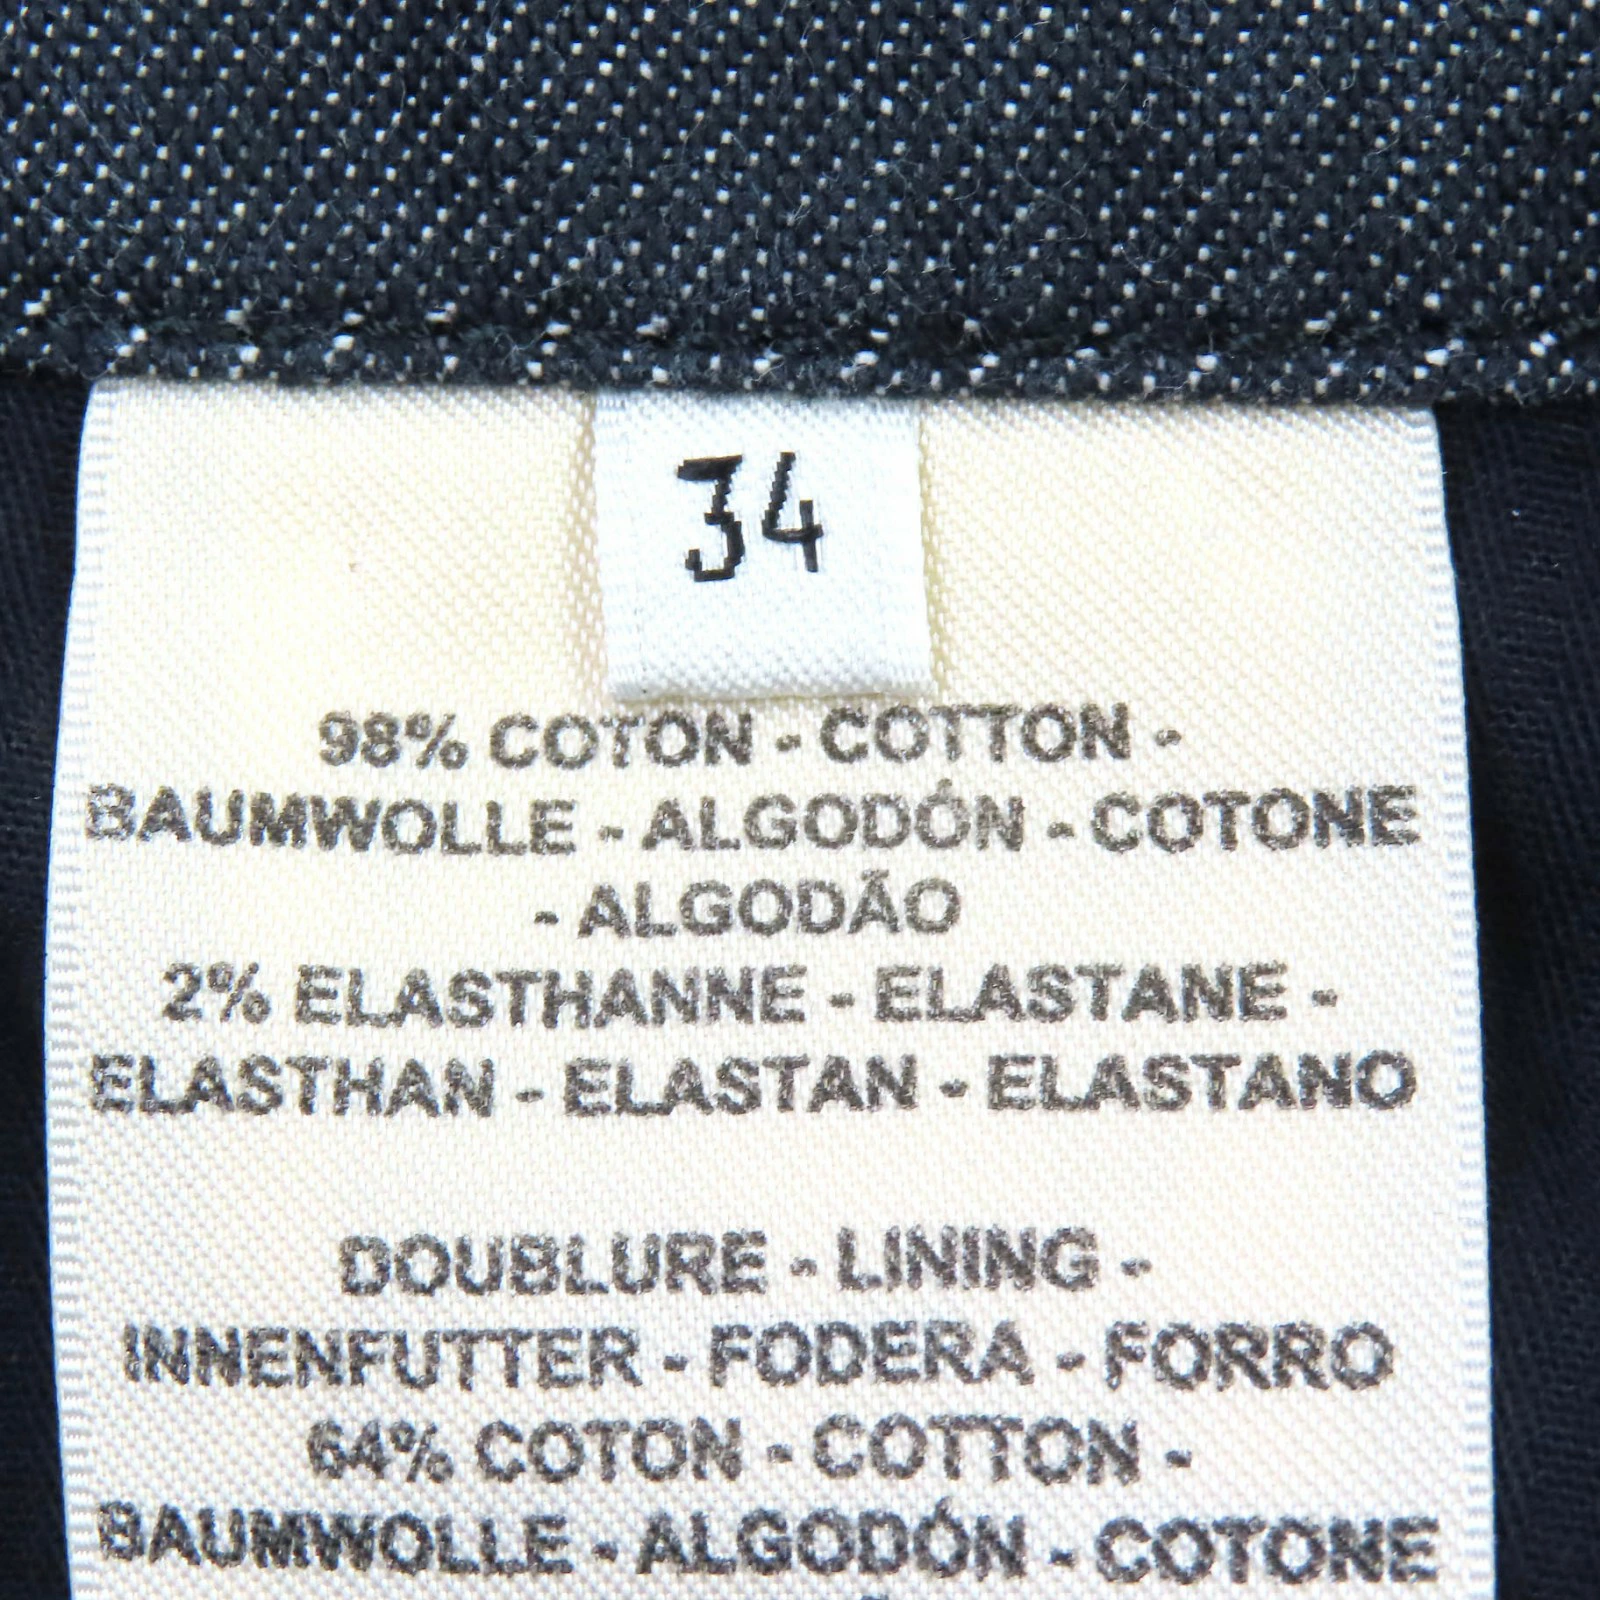 34
98% COTON - COTTON -
BAUMWOLLE - ALGODÓN - COTONE
- ALGODÃO
2% ELASTHANNE - ELASTANE -
ELASTHAN - ELASTAN - ELASTANO
DOUBLURE - LINING -
INNENFUTTER - FODERA - FORRO
64% COTON - COTTON -
BAUMWOLLE - ALGODÓN - COTONE